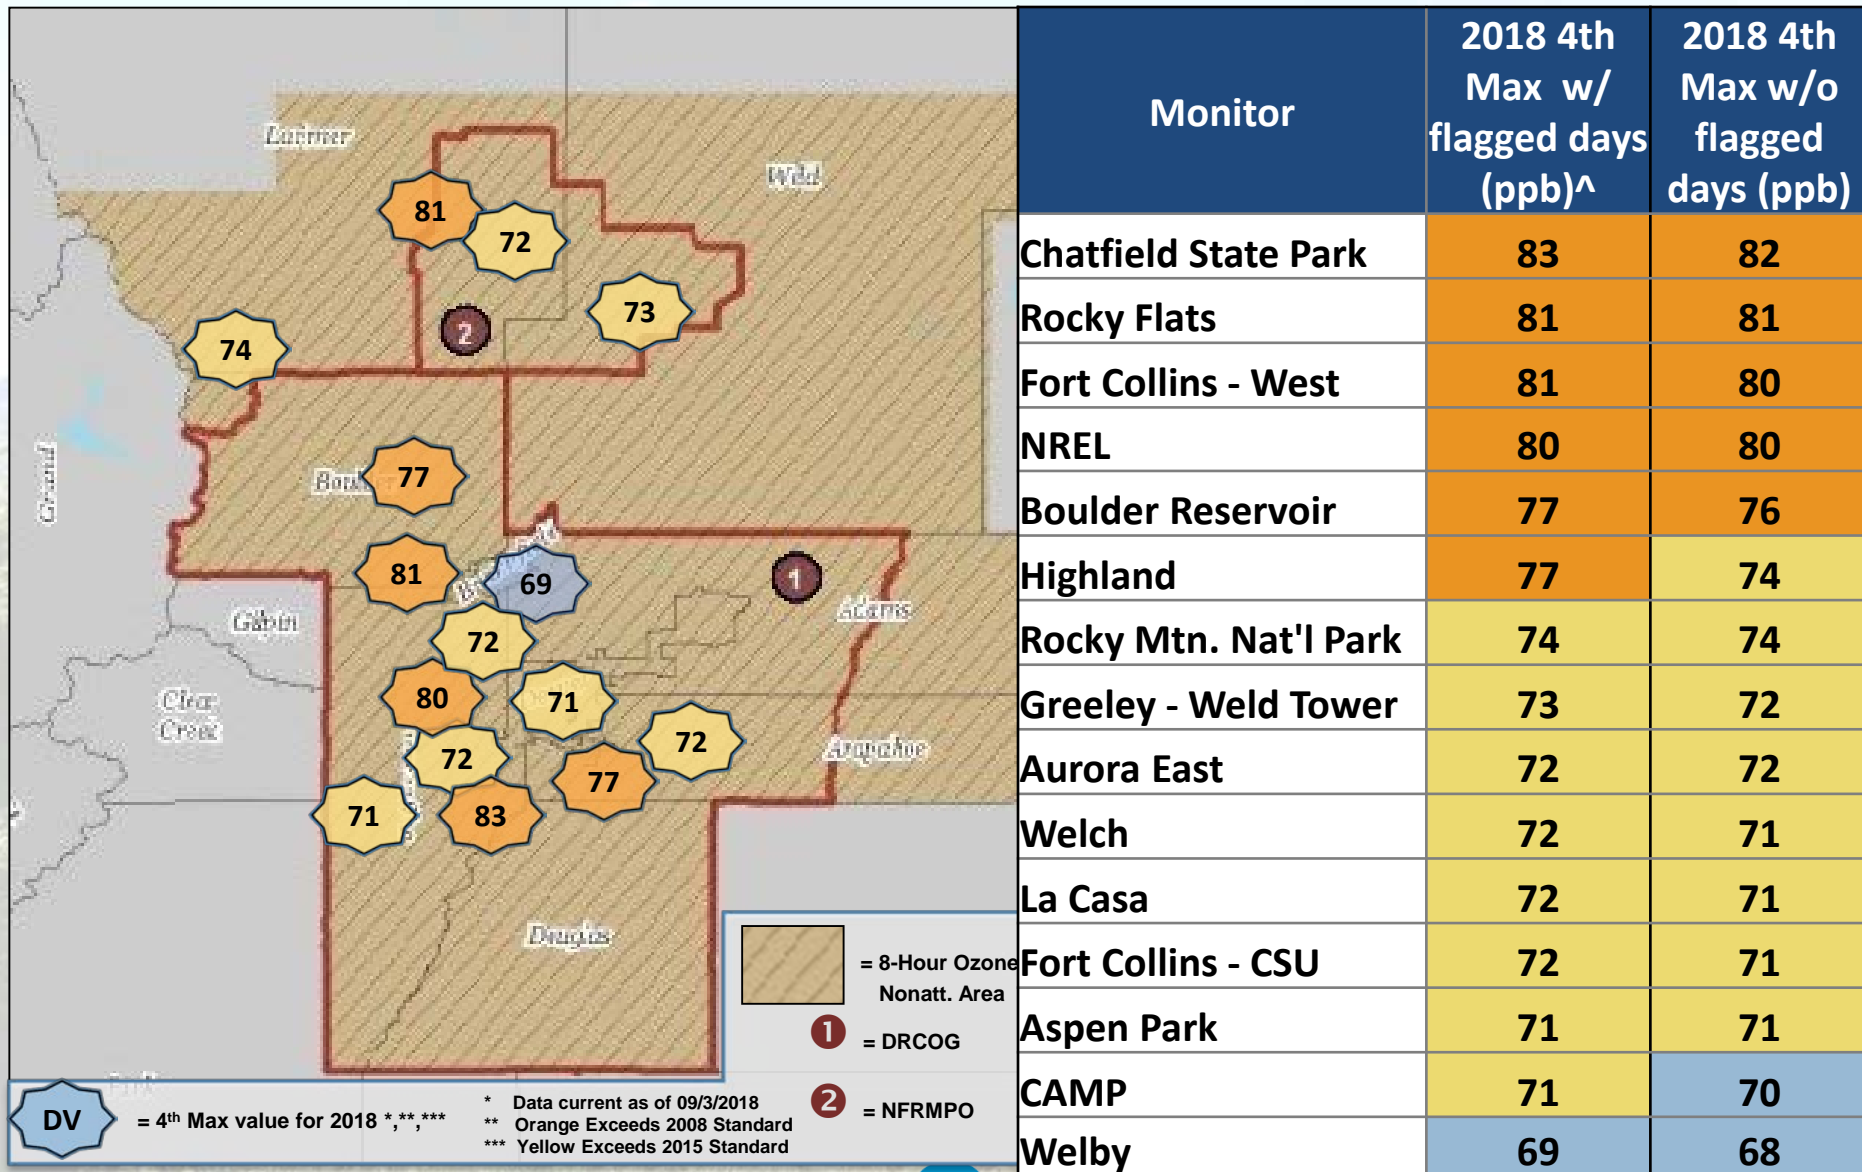 Larimer
Weld
81
72
73
2
74
Grand
Boulder
77
81
69
1
Adams
Gilpin
72
Clear
Creek
80
71
72
Arapahoe
72
77
71
83
Douglas
= 8-Hour Ozone
Nonatt. Area
1 = DRCOG
2 = NFRMPO
Park
DV = 4th Max value for 2018 *,**,***
* Data current as of 09/3/2018
** Orange Exceeds 2008 Standard
*** Yellow Exceeds 2015 Standard
Monitor
2018 4th
Max w/
flagged days
(ppb)^
2018 4th
Max w/o
flagged
days (ppb)
Chatfield State Park 83 82
Rocky Flats 81 81
Fort Collins - West 81 80
NREL 80 80
Boulder Reservoir 77 76
Highland 77 74
Rocky Mtn. Nat'l Park 74 74
Greeley - Weld Tower 73 72
Aurora East 72 72
Welch 72 71
La Casa 72 71
Fort Collins - CSU 72 71
Aspen Park 71 71
CAMP 71 70
Welby 69 68